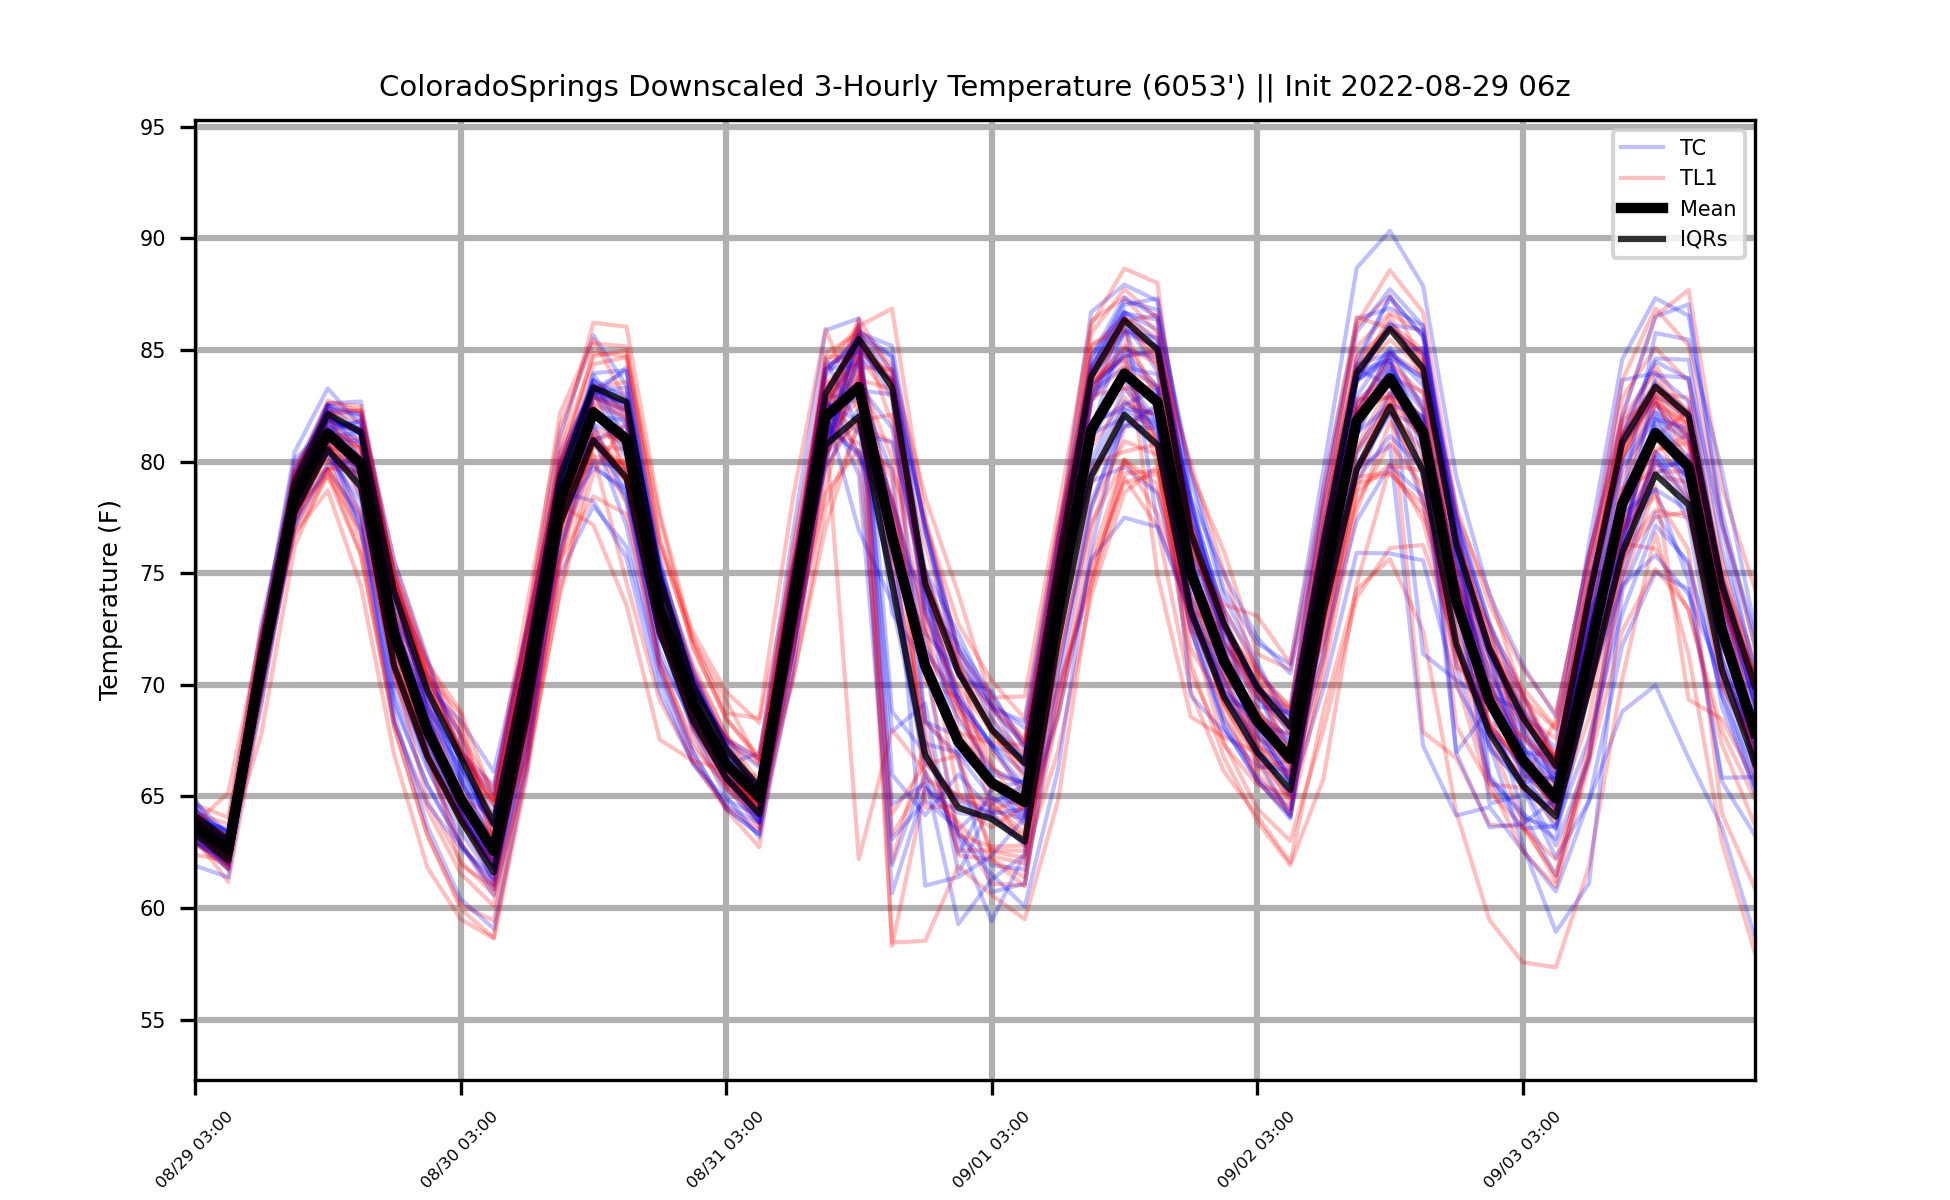 ColoradoSprings Downscaled 3-Hourly Temperature (6053') || Init 2022-08-29 06z
TC
TL1
Mean
IQRs
Temperature (F)
95
90
85
80
75
70
65
60
55
08/29 03:00
08/30 03:00
08/31 03:00
09/01 03:00
09/02 03:00
09/03 03:00